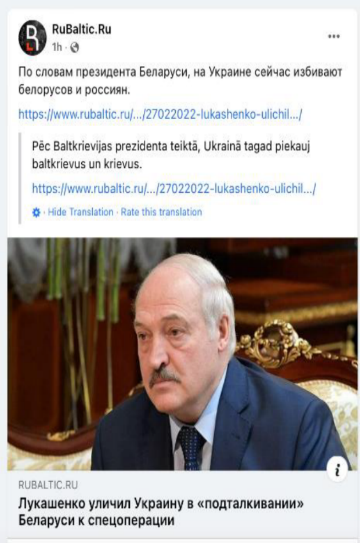 RuBaltic.Ru
1h ·
По словам президента Беларуси, на Украине сейчас избивают
белорусов и россиян.
https://www.rubaltic.ru/.../27022022-lukashenko-ulichil.../
Pēc Baltkrievijas prezidenta teiktā, Ukrainā tagad piekauj
baltkrievus un krievus.
https://www.rubaltic.ru/.../27022022-lukashenko-ulichil.../
· Hide Translation · Rate this translation
RUBALTIC.RU
Лукашенко уличил Украину в «подталкивании»
Беларуси к спецоперации